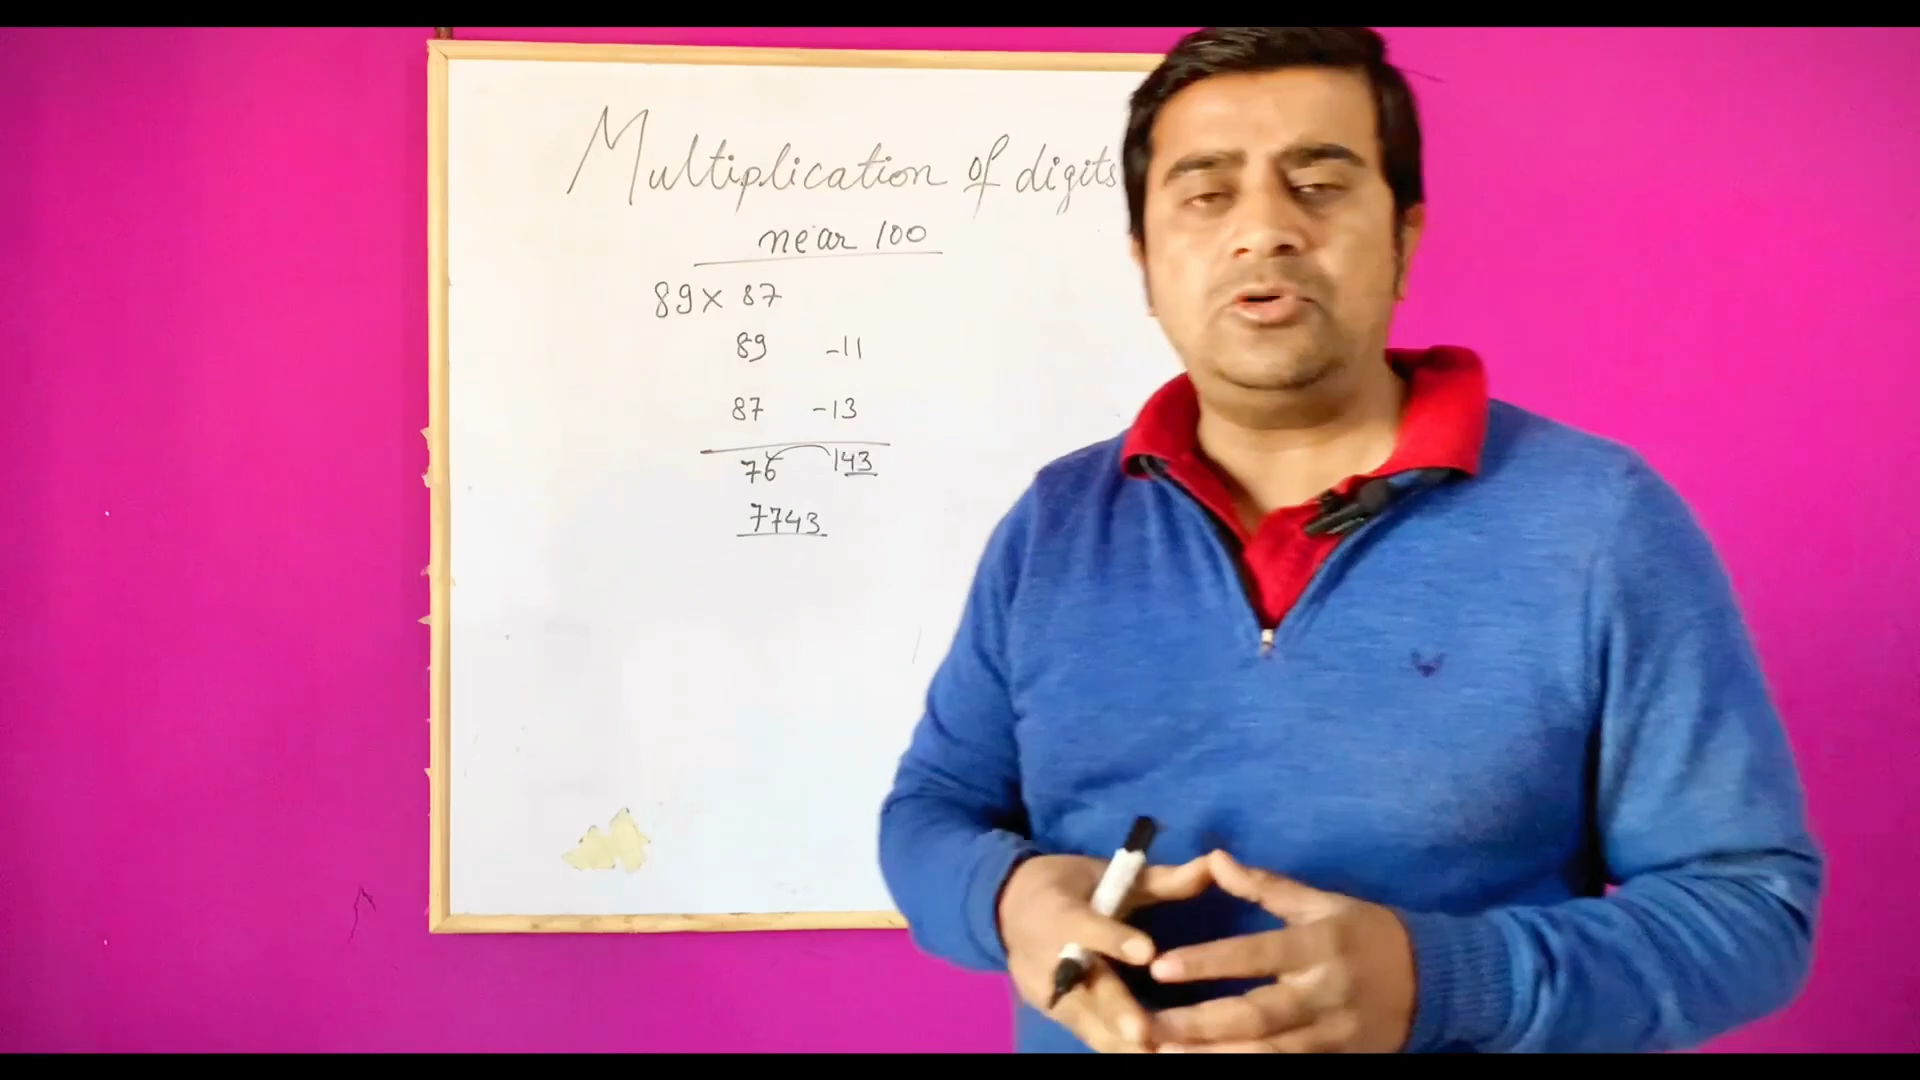 Multiplication of digits
near 100
89 × 87
89 -11
87 -13
76 143
7743